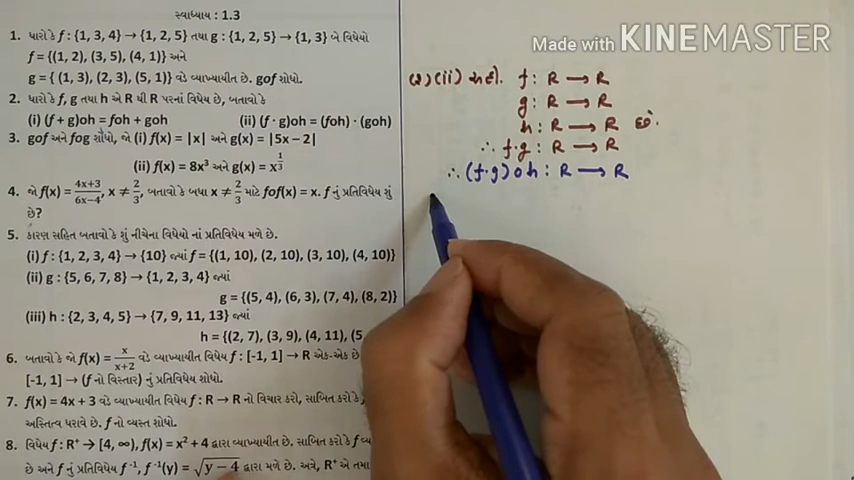 સ્વાધ્યાય : 1.3
1. ધારો કે f : {1, 3, 4} → {1, 2, 5} તથા g : {1, 2, 5} → {1, 3} બે વિધેયો
f = {(1, 2), (3, 5), (4, 1)} અને
g = { (1, 3), (2, 3), (5, 1)} વડે વ્યાખ્યાયીત છે. gof શોધો.
2. ધારો કે f, g તથા h એ R થી R પરનાં વિધેય છે, બતાવો કે
(i) (f + g)oh = foh + goh (ii) (f · g)oh = (foh) · (goh)
3. gof અને fog શોધો, જો (i) f(x) = |x| અને g(x) = |5x − 2|
(ii) f(x) = 8x³ અને g(x) = x^(1/3)
4. જો f(x) = (4x+3)/(6x−4), x ≠ 2/3, બતાવો કે બધા x ≠ 2/3 માટે fof(x) = x. f નું પ્રતિવિધેય શું
છે?
5. કારણ સહિત બતાવો કે શું નીચેના વિધેયો નાં પ્રતિવિધેય મળે છે.
(i) f : {1, 2, 3, 4} → {10} જ્યાં f = {(1, 10), (2, 10), (3, 10), (4, 10)}
(ii) g : {5, 6, 7, 8} → {1, 2, 3, 4} જ્યાં
g = {(5, 4), (6, 3), (7, 4), (8, 2)}
(iii) h : {2, 3, 4, 5} → {7, 9, 11, 13} જ્યાં
h = {(2, 7), (3, 9), (4, 11), (5,
6. બતાવો કે જો f(x) = x/(x+2) વડે વ્યાખ્યાયીત વિધેય f : [-1, 1] → R એક-એક છે
[-1, 1] → (f નો વિસ્તાર) નું પ્રતિવિધેય શોધો.
7. f(x) = 4x + 3 વડે વ્યાખ્યાયીત વિધેય f : R → R નો વિચાર કરો, સાબિત કરો કે
અસ્તિત્વ ધરાવે છે. f નો વ્યસ્ત શોધો.
8. વિધેય f : R⁺ → [4, ∞), f(x) = x² + 4 દ્વારા વ્યાખ્યાયીત છે. સાબિત કરો કે f
છે અને f નું પ્રતિવિધેય f⁻¹, f⁻¹(y) = √(y − 4) દ્વારા મળે છે. અત્રે, R⁺ એ
Made with KINEMASTER
(2) (ii) અહીં. f : R → R
g : R → R
h : R → R છે.
∴ f·g : R → R
∴ (f·g) o h : R → R